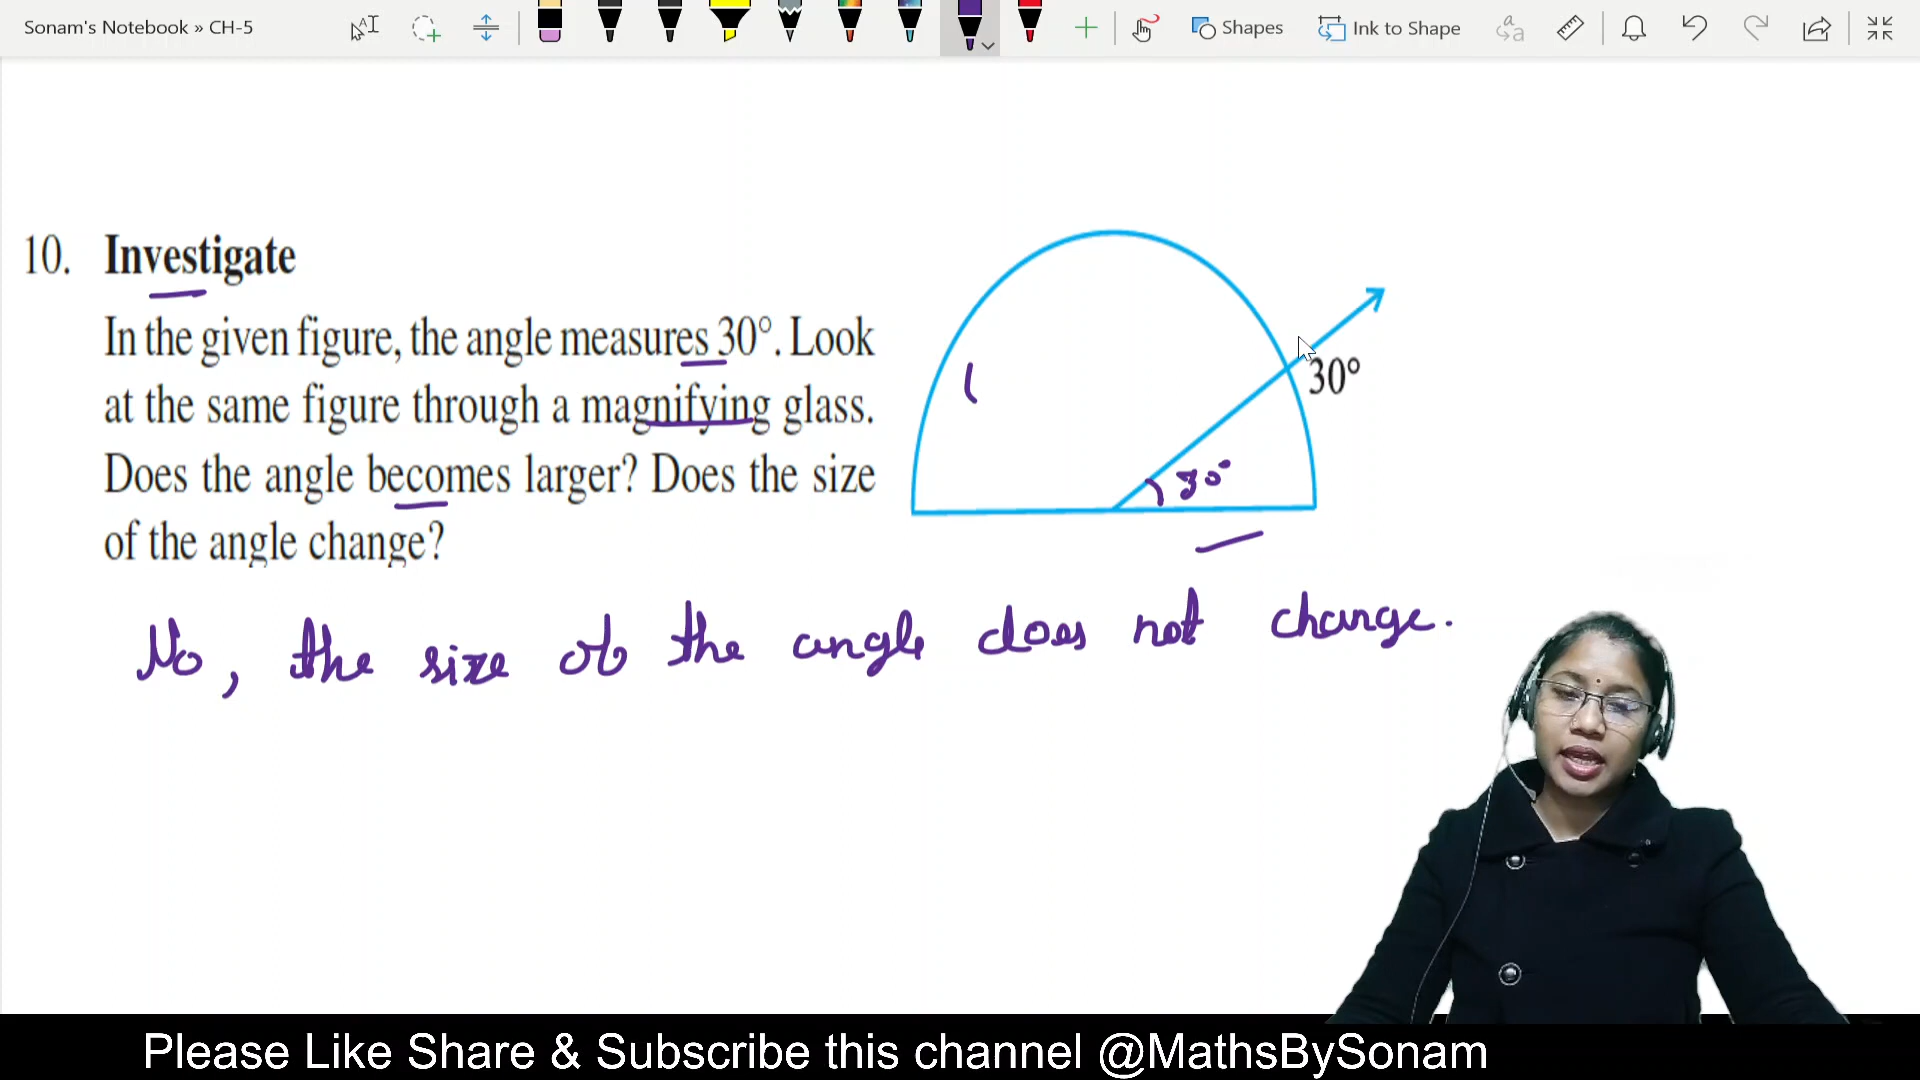 Sonam's Notebook » CH-5
Shapes
Ink to Shape
10. Investigate
In the given figure, the angle measures 30°. Look
at the same figure through a magnifying glass.
Does the angle becomes larger? Does the size
of the angle change?
30°
30°
No, the size of the angle does not change.
Please Like Share & Subscribe this channel @MathsBySonam